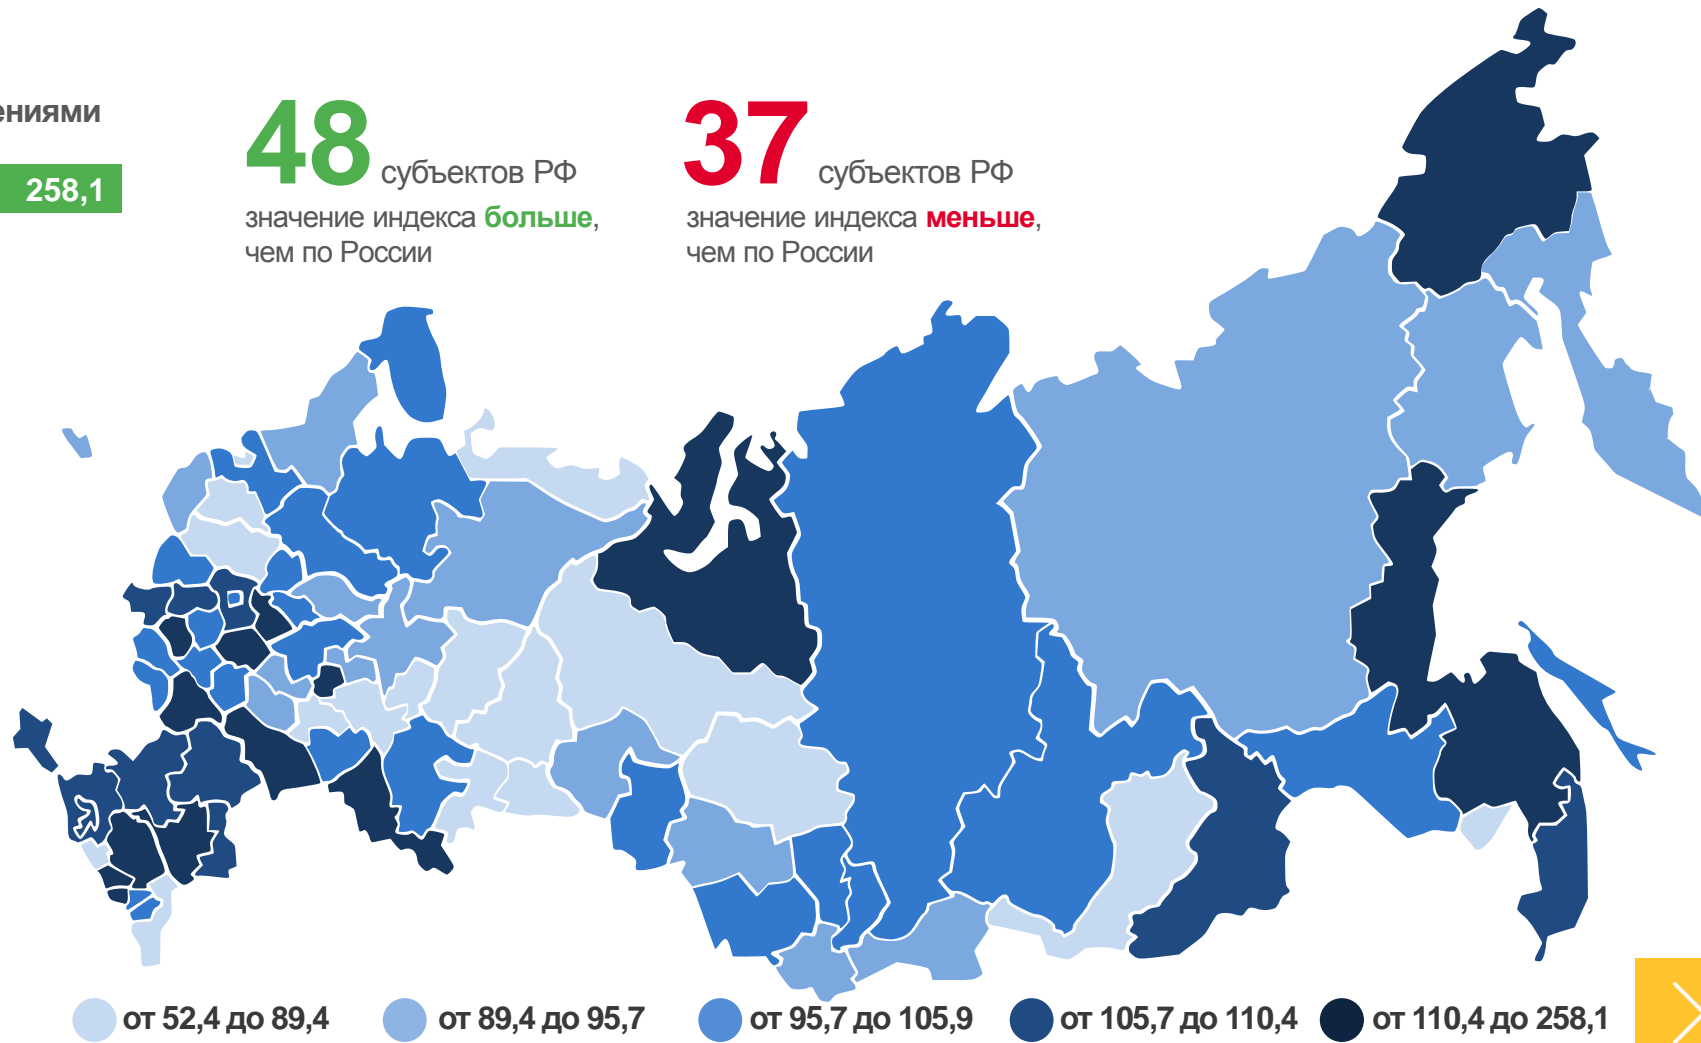 ениями
258,1
48 субъектов РФ
значение индекса больше,
чем по России
37 субъектов РФ
значение индекса меньше,
чем по России
от 52,4 до 89,4
от 89,4 до 95,7
от 95,7 до 105,9
от 105,7 до 110,4
от 110,4 до 258,1